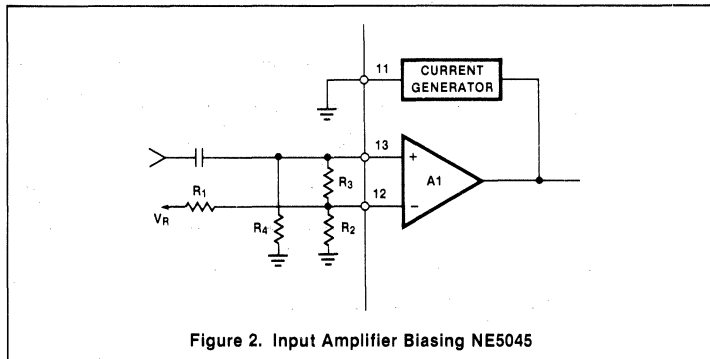 11
CURRENT
GENERATOR
13
+
R3
A1
R1
12
−
VR
R4
R2
Figure 2. Input Amplifier Biasing NE5045